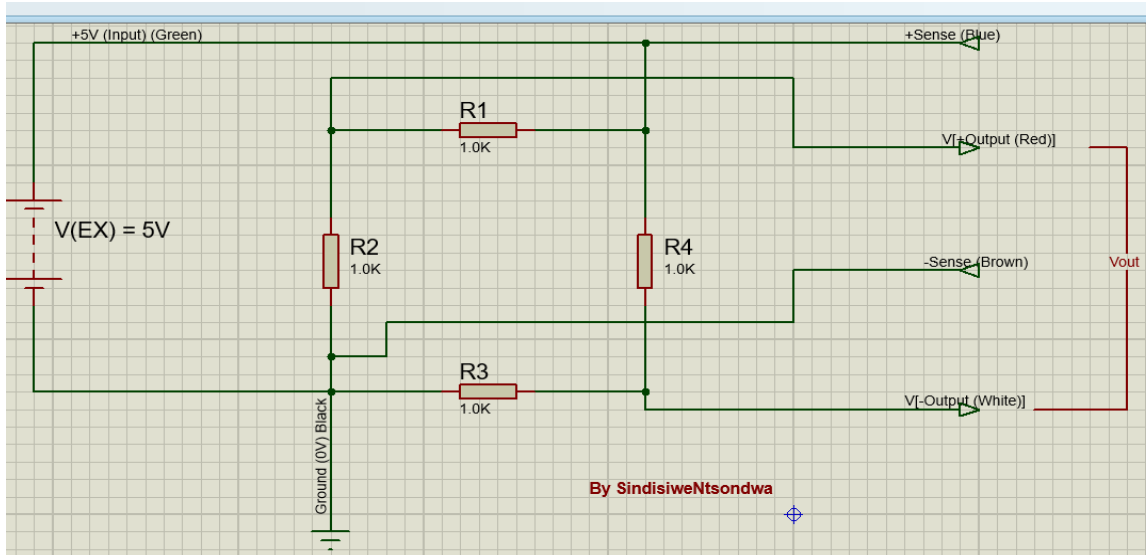 +5V (Input) (Green)
+Sense (Blue)
R1
1.0K
V[+Output (Red)]
V(EX) = 5V
R2
1.0K
R4
1.0K
-Sense (Brown)
Vout
R3
1.0K
V[-Output (White)]
Ground (0V) Black
By SindisiweNtsondwa